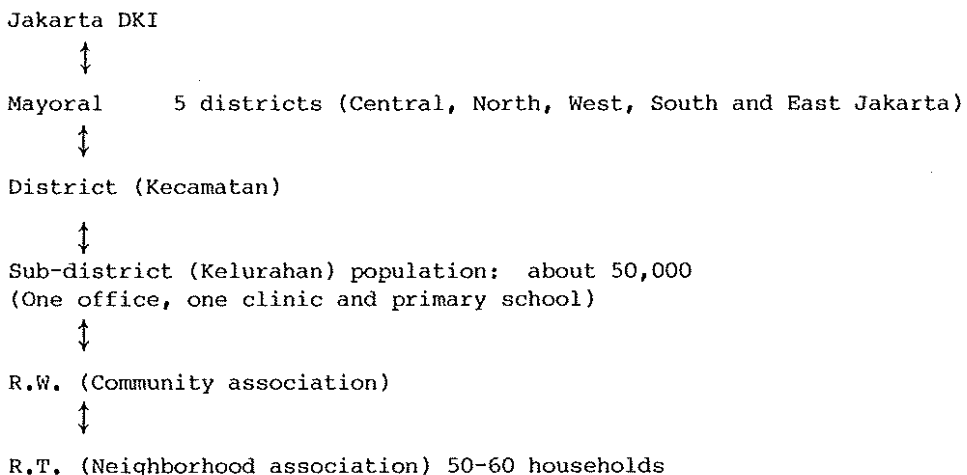 Jakarta DKI
↕
Mayoral 5 districts (Central, North, West, South and East Jakarta)
↕
District (Kecamatan)
↕
Sub-district (Kelurahan) population: about 50,000
(One office, one clinic and primary school)
↕
R.W. (Community association)
↕
R.T. (Neighborhood association) 50-60 households